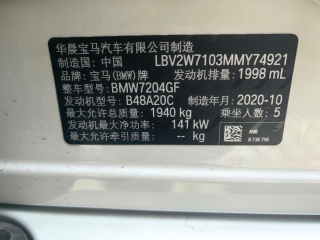 华晨宝马汽车有限公司制造
制造国：中国 LBV2W7103MMY74921
品牌：宝马(BMW)牌 发动机排量：1998 mL
整车型号：BMW7204GF
发动机型号：B48A20C 制造年月：2020-10
最大允许总质量：1940 kg 乘坐人数：5
发动机最大净功率：141 kW
最大允许牵引质量：-- kg
8 738 756